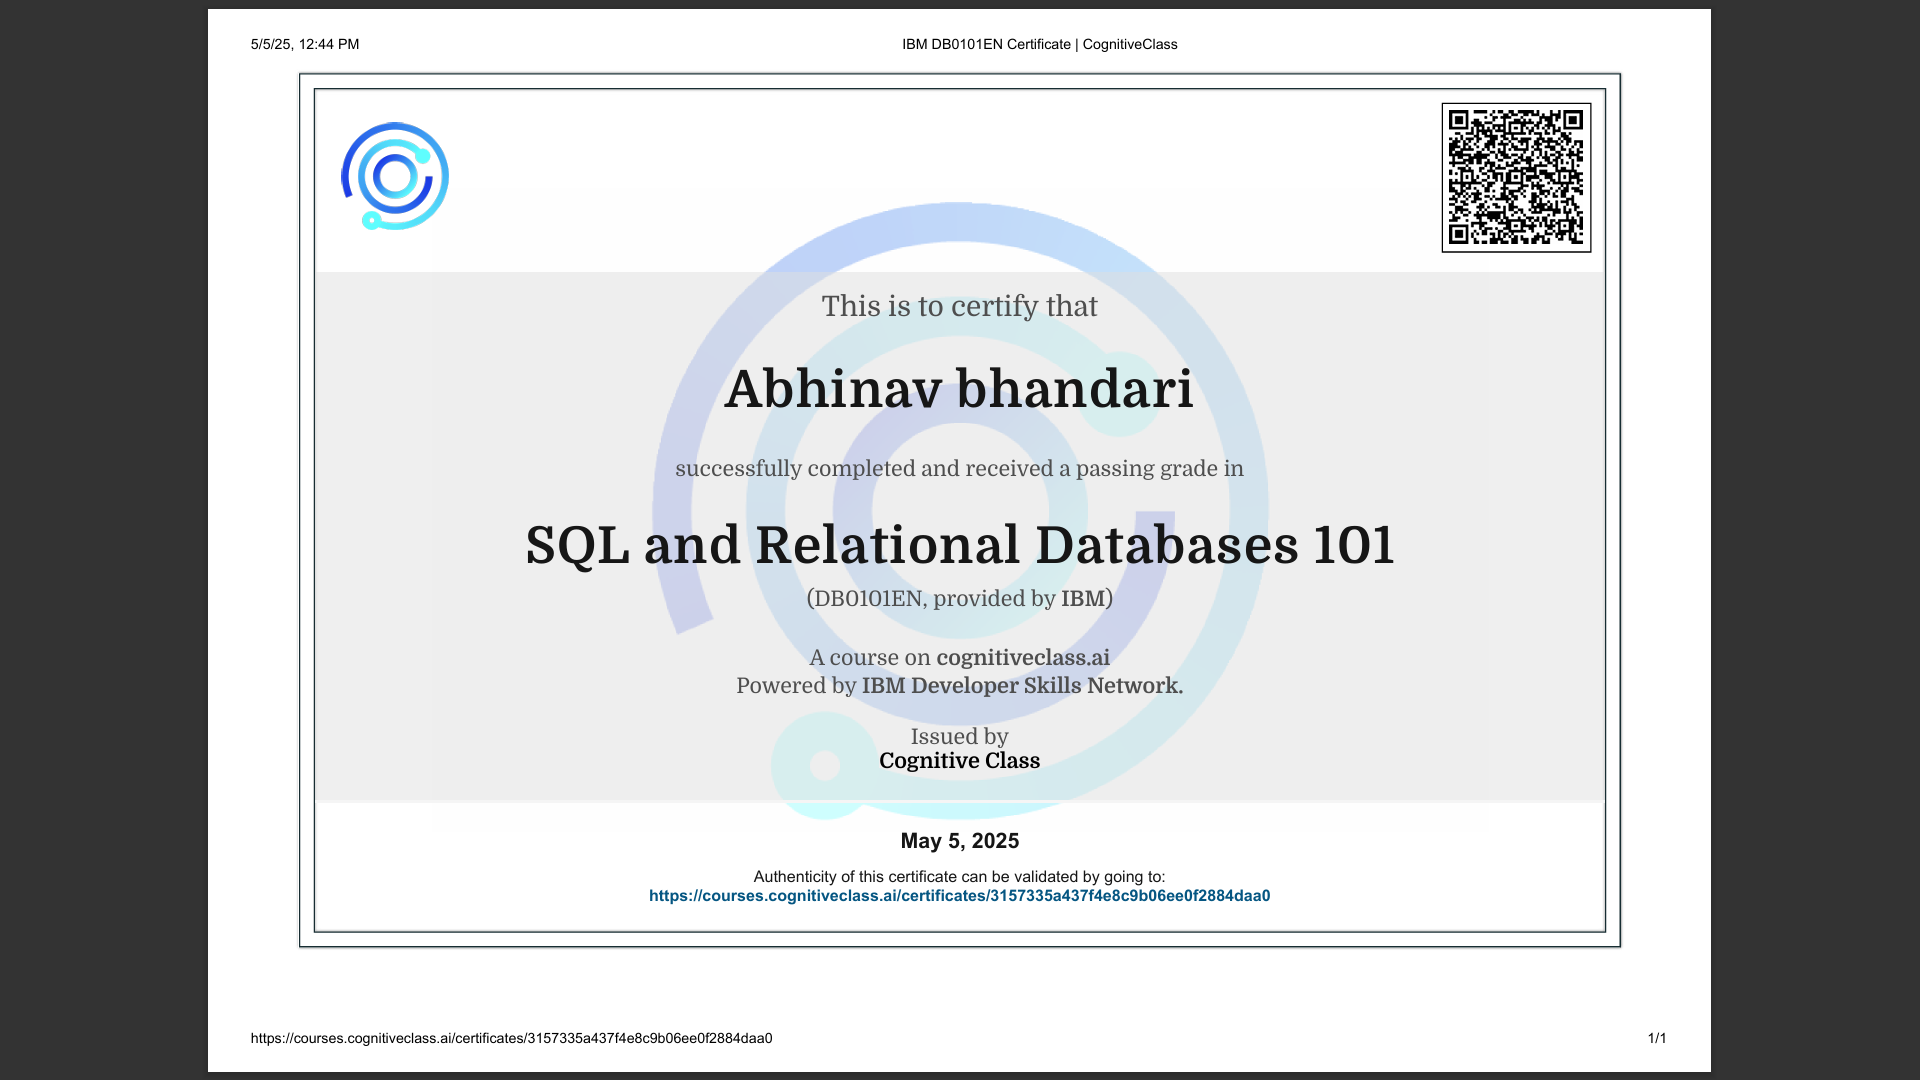 5/5/25, 12:44 PM
IBM DB0101EN Certificate | CognitiveClass
This is to certify that
Abhinav bhandari
successfully completed and received a passing grade in
SQL and Relational Databases 101
(DB0101EN, provided by IBM)
A course on cognitiveclass.ai
Powered by IBM Developer Skills Network.
Issued by
Cognitive Class
May 5, 2025
Authenticity of this certificate can be validated by going to:
https://courses.cognitiveclass.ai/certificates/3157335a437f4e8c9b06ee0f2884daa0
https://courses.cognitiveclass.ai/certificates/3157335a437f4e8c9b06ee0f2884daa0
1/1